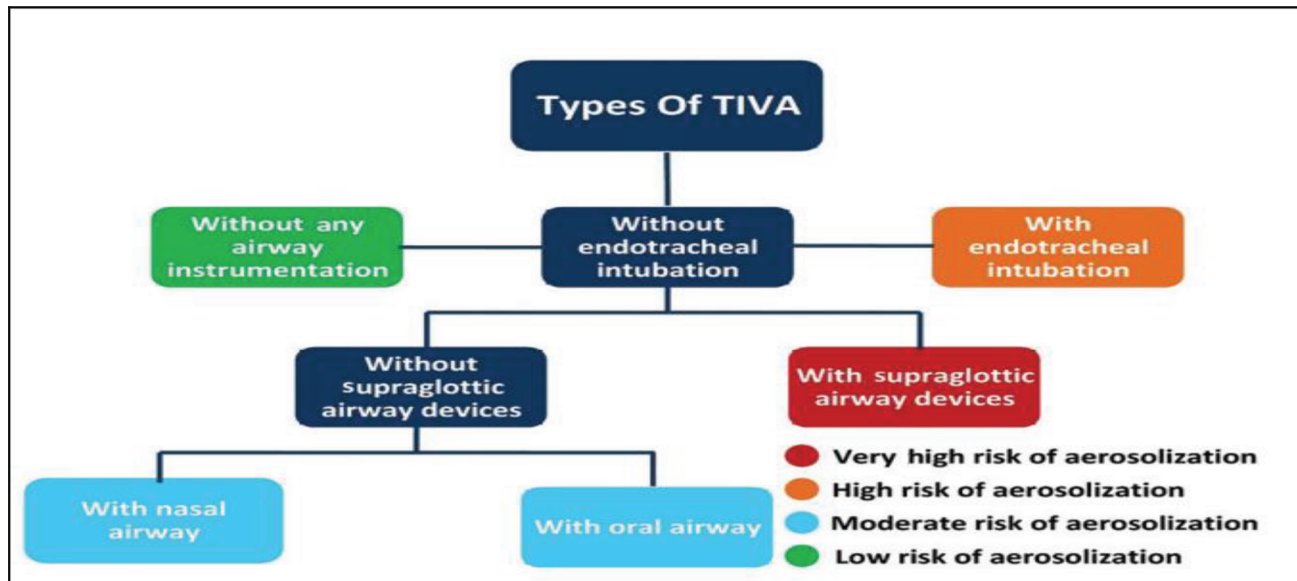 Types Of TIVA
Without any
airway
instrumentation
Without
endotracheal
intubation
With
endotracheal
intubation
Without
supraglottic
airway devices
With supraglottic
airway devices
With nasal
airway
With oral airway
Very high risk of aerosolization
High risk of aerosolization
Moderate risk of aerosolization
Low risk of aerosolization